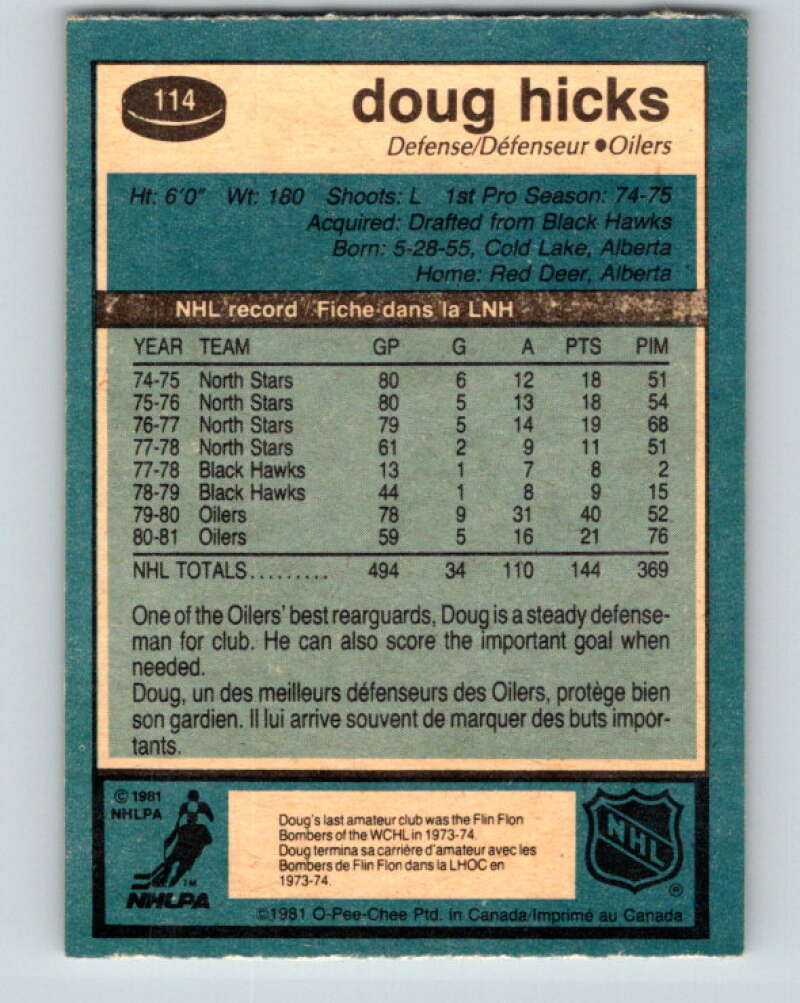 114
doug hicks
Defense/Défenseur ●Oilers
Ht: 6'0" Wt: 180 Shoots: L 1st Pro Season: 74-75
Acquired: Drafted from Black Hawks
Born: 5-28-55, Cold Lake, Alberta
Home: Red Deer, Alberta
NHL record / Fiche dans la LNH
YEAR TEAM GP G A PTS PIM
74-75 North Stars 80 6 12 18 51
75-76 North Stars 80 5 13 18 54
76-77 North Stars 79 5 14 19 68
77-78 North Stars 61 2 9 11 51
77-78 Black Hawks 13 1 7 8 2
78-79 Black Hawks 44 1 8 9 15
79-80 Oilers 78 9 31 40 52
80-81 Oilers 59 5 16 21 76
NHL TOTALS......... 494 34 110 144 369
One of the Oilers' best rearguards, Doug is a steady defense-
man for club. He can also score the important goal when
needed.
Doug, un des meilleurs défenseurs des Oilers, protège bien
son gardien. Il lui arrive souvent de marquer des buts impor-
tants.
© 1981
NHLPA
TM
NHLPA
Doug's last amateur club was the Flin Flon
Bombers of the WCHL in 1973-74.
Doug termina sa carrière d'amateur avec les
Bombers de Flin Flon dans la LHOC en
1973-74.
NHL
®
©1981 O-Pee-Chee Ptd. in Canada/Imprimé au Canada